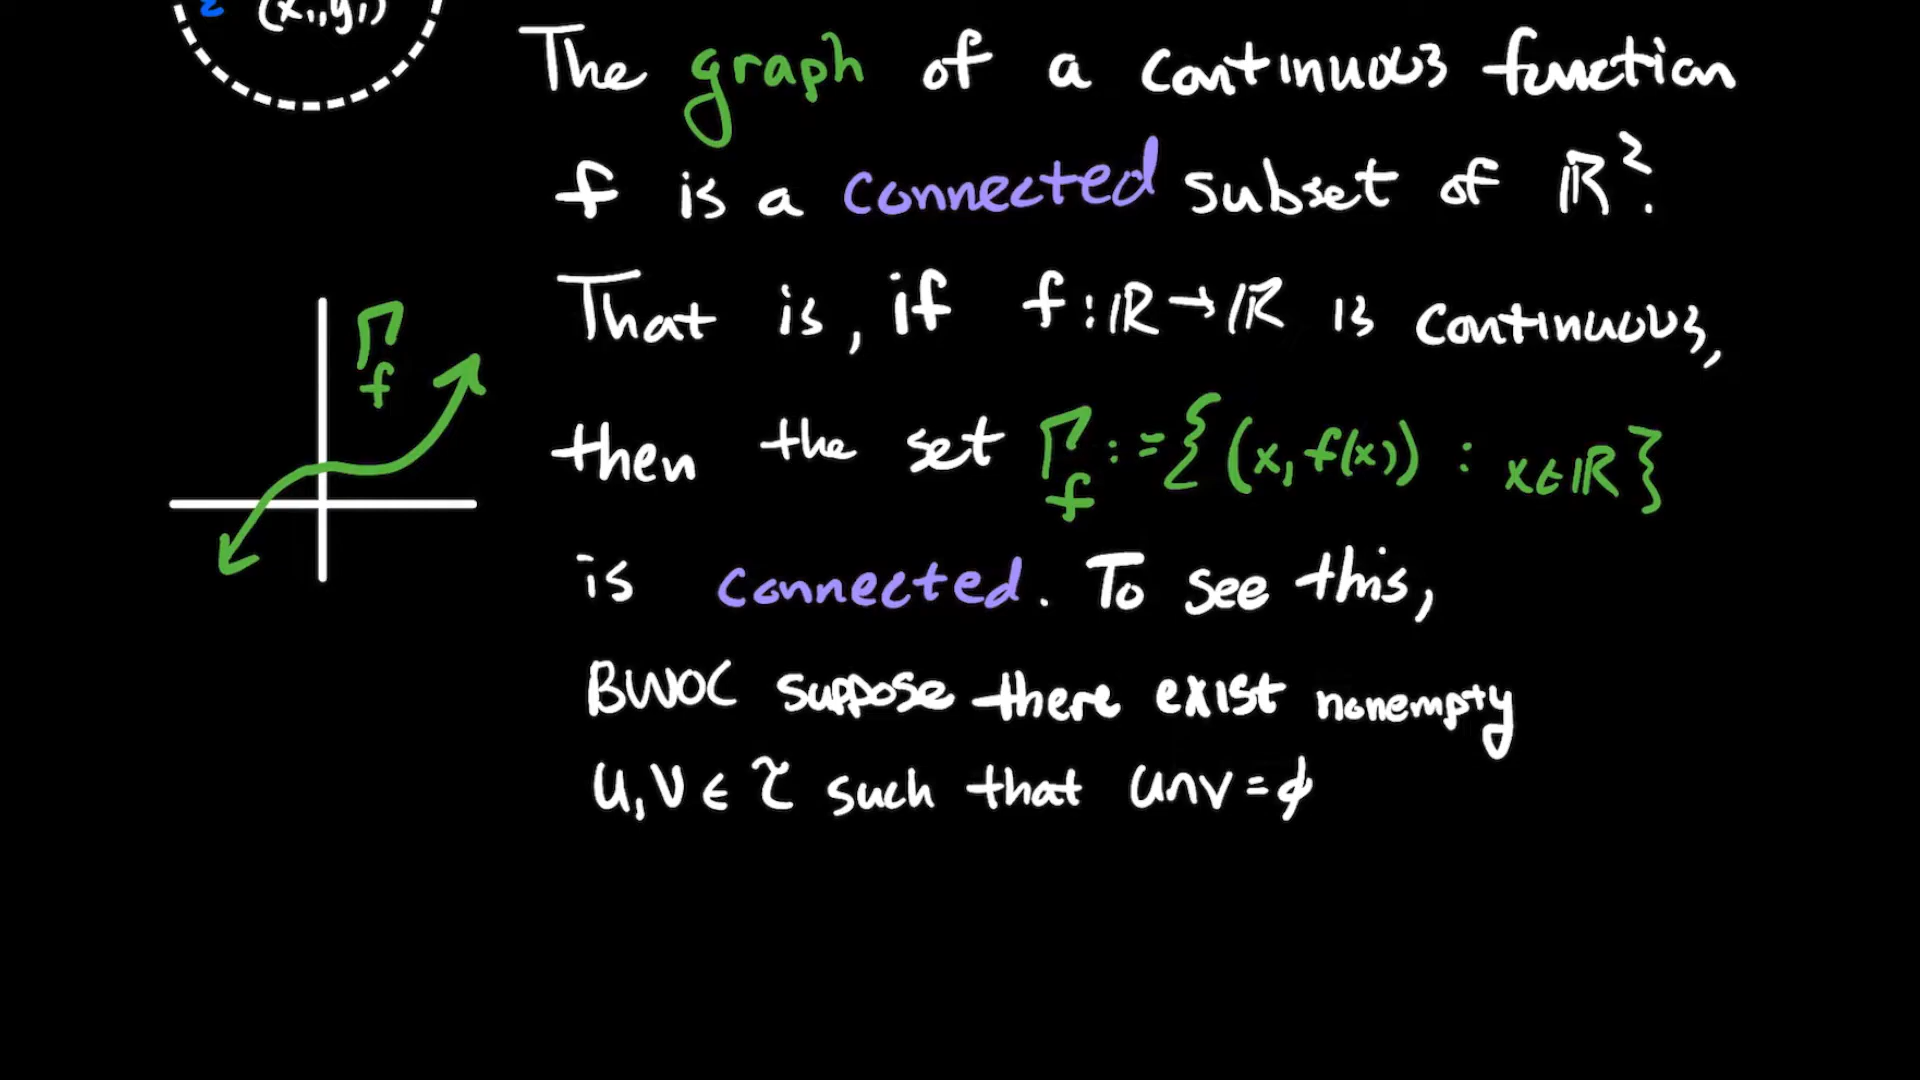 ε (x₁,y₁)
The graph of a continuous function
f is a connected subset of ℝ².
That is, if f:ℝ→ℝ is continuous,
Γ_f
then the set Γ_f := {(x, f(x)) : x∈ℝ}
is connected. To see this,
BWOC suppose there exist nonempty
U,V ∈ τ such that U∩V = ϕ